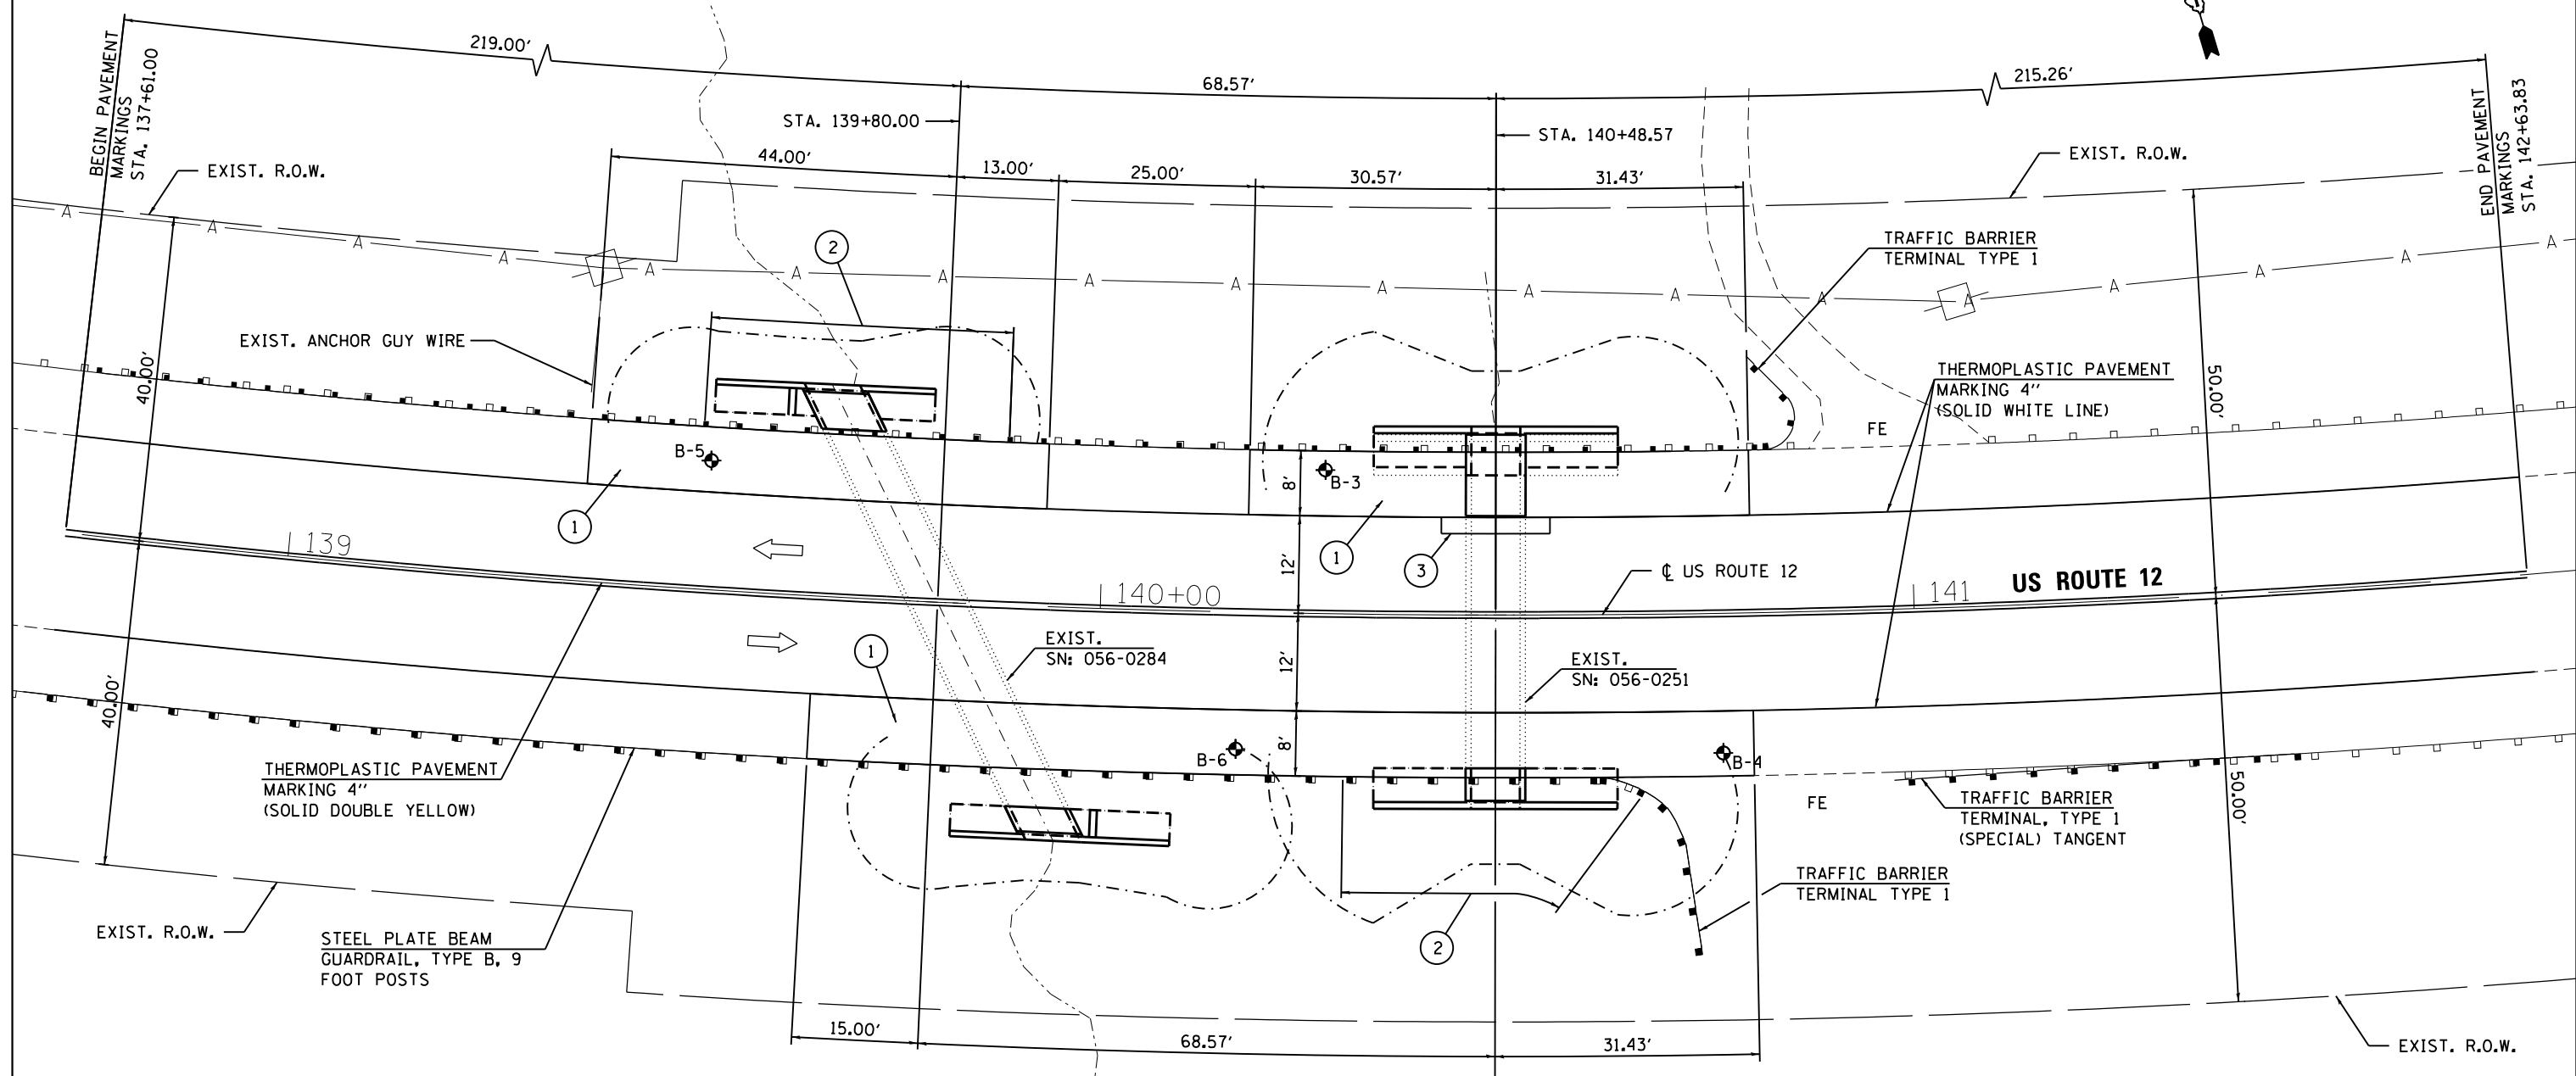 219.00'
68.57'
215.26'
BEGIN PAVEMENT
MARKINGS
STA. 137+61.00
STA. 139+80.00
STA. 140+48.57
END PAVEMENT
MARKINGS
STA. 142+63.83
EXIST. R.O.W.
44.00'
13.00'
25.00'
30.57'
31.43'
EXIST. R.O.W.
A A A A A A A A A A A A A A A A A A
2
TRAFFIC BARRIER
TERMINAL TYPE 1
EXIST. ANCHOR GUY WIRE
40.00'
THERMOPLASTIC PAVEMENT
MARKING 4''
(SOLID WHITE LINE)
50.00'
FE
B-5
B-3
8'
1
1
3
139
12'
℄ US ROUTE 12
140+00
141
US ROUTE 12
EXIST.
SN: 056-0284
1
12'
EXIST.
SN: 056-0251
40.00'
8'
B-6
B-4
THERMOPLASTIC PAVEMENT
MARKING 4''
(SOLID DOUBLE YELLOW)
FE
TRAFFIC BARRIER
TERMINAL, TYPE 1
(SPECIAL) TANGENT
50.00'
TRAFFIC BARRIER
TERMINAL TYPE 1
EXIST. R.O.W.
STEEL PLATE BEAM
GUARDRAIL, TYPE B, 9
FOOT POSTS
2
15.00'
68.57'
31.43'
EXIST. R.O.W.